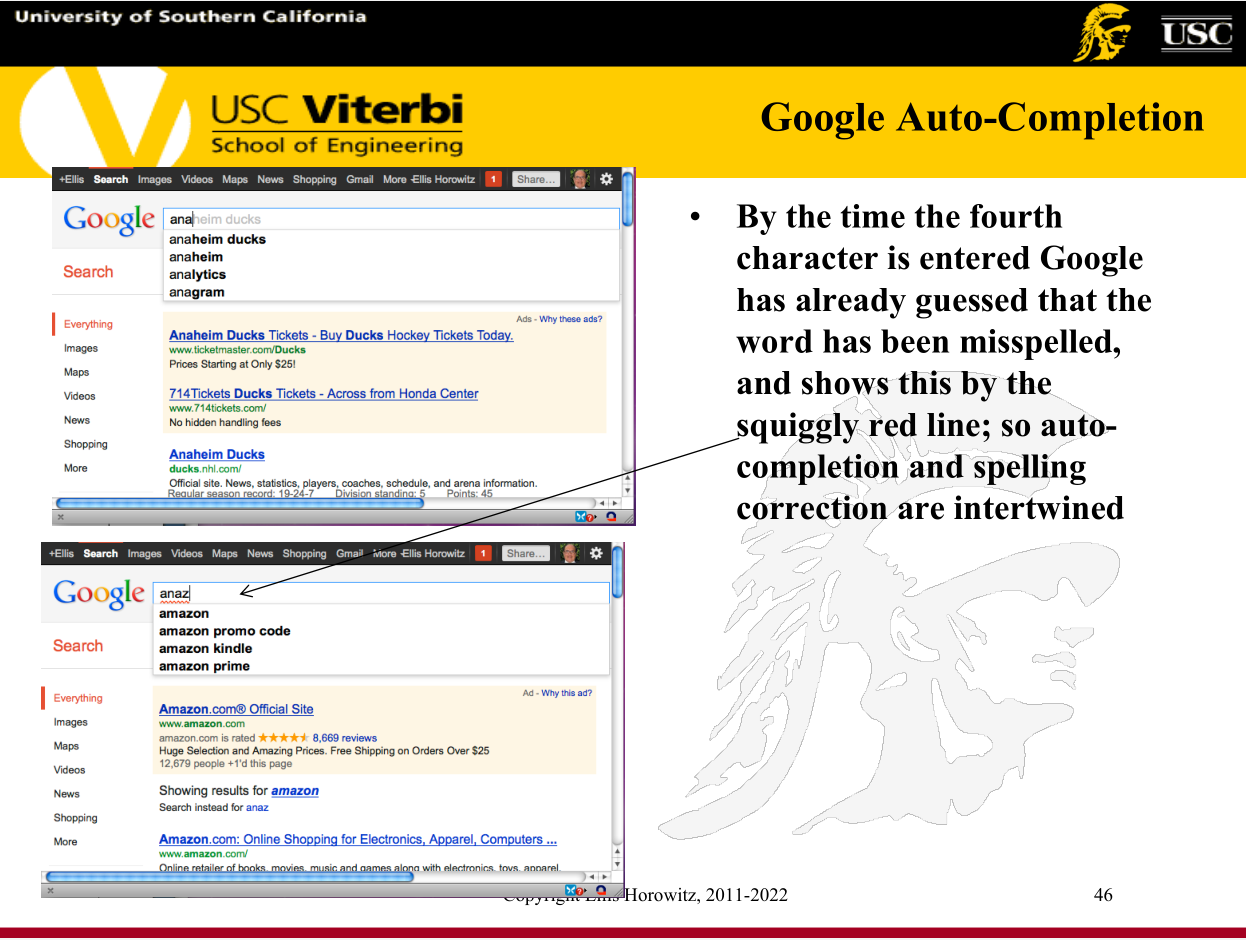 University of Southern California
USC
USC Viterbi
School of Engineering
Google Auto-Completion
+Ellis Search Images Videos Maps News Shopping Gmail More Ellis Horowitz 1 Share...
Google anaheim ducks
anaheim ducks
anaheim
analytics
anagram
Search
Ads - Why these ads?
Everything
Images
Maps
Videos
News
Shopping
More
Anaheim Ducks Tickets - Buy Ducks Hockey Tickets Today.
www.ticketmaster.com/Ducks
Prices Starting at Only $25!
714Tickets Ducks Tickets - Across from Honda Center
www.714tickets.com/
No hidden handling fees
Anaheim Ducks
ducks.nhl.com/
Official site. News, statistics, players, coaches, schedule, and arena information.
Regular season record: 19-24-7 Division standing: 5 Points: 45
• By the time the fourth
character is entered Google
has already guessed that the
word has been misspelled,
and shows this by the
squiggly red line; so auto-
completion and spelling
correction are intertwined
+Ellis Search Images Videos Maps News Shopping Gmail More Ellis Horowitz 1 Share...
Google anaz
amazon
amazon promo code
amazon kindle
amazon prime
Search
Ad - Why this ad?
Everything
Images
Maps
Videos
News
Shopping
More
Amazon.com® Official Site
www.amazon.com
amazon.com is rated ★★★★★ 8,669 reviews
Huge Selection and Amazing Prices. Free Shipping on Orders Over $25
12,679 people +1'd this page
Showing results for amazon
Search instead for anaz
Amazon.com: Online Shopping for Electronics, Apparel, Computers ...
www.amazon.com/
Online retailer of books, movies, music and games along with electronics, toys, apparel,
Copyright Ellis Horowitz, 2011-2022
46